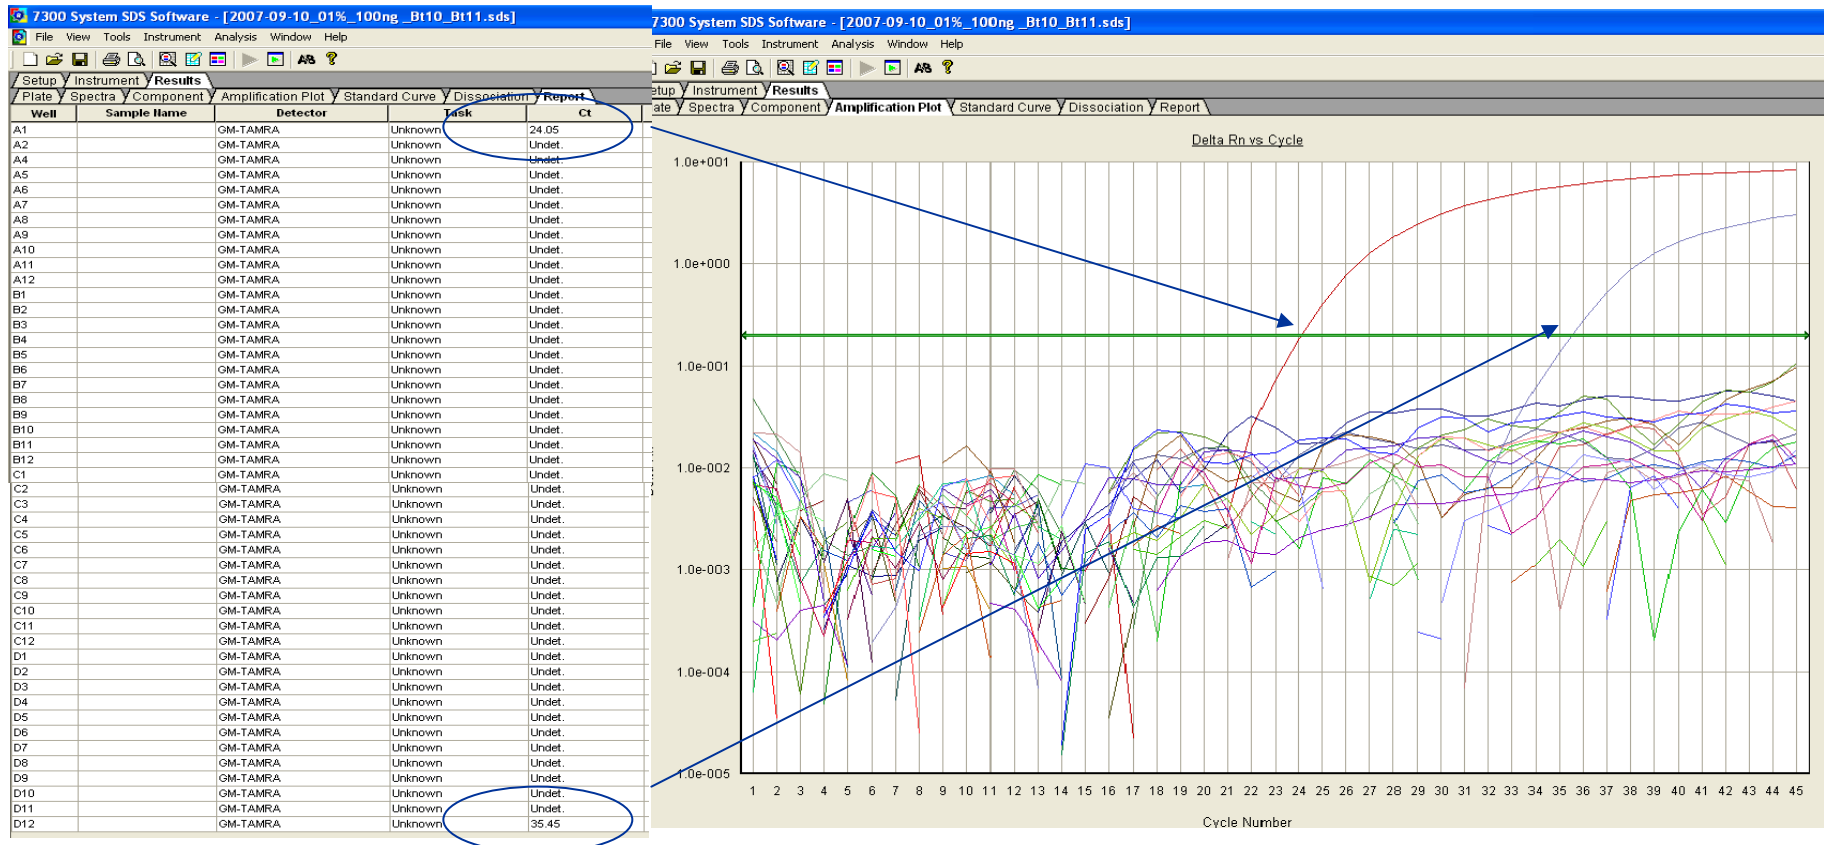 7300 System SDS Software - [2007-09-10_01%_100ng _Bt10_Bt11.sds]
File View Tools Instrument Analysis Window Help
Setup Instrument Results
Plate Spectra Component Amplification Plot Standard Curve Dissociation Report
Well Sample Name Detector Task Ct
A1 GM-TAMRA Unknown 24.05
A2 GM-TAMRA Unknown Undet.
A4 GM-TAMRA Unknown Undet.
A5 GM-TAMRA Unknown Undet.
A6 GM-TAMRA Unknown Undet.
A7 GM-TAMRA Unknown Undet.
A8 GM-TAMRA Unknown Undet.
A9 GM-TAMRA Unknown Undet.
A10 GM-TAMRA Unknown Undet.
A11 GM-TAMRA Unknown Undet.
A12 GM-TAMRA Unknown Undet.
B1 GM-TAMRA Unknown Undet.
B2 GM-TAMRA Unknown Undet.
B3 GM-TAMRA Unknown Undet.
B4 GM-TAMRA Unknown Undet.
B5 GM-TAMRA Unknown Undet.
B6 GM-TAMRA Unknown Undet.
B7 GM-TAMRA Unknown Undet.
B8 GM-TAMRA Unknown Undet.
B9 GM-TAMRA Unknown Undet.
B10 GM-TAMRA Unknown Undet.
B11 GM-TAMRA Unknown Undet.
B12 GM-TAMRA Unknown Undet.
C1 GM-TAMRA Unknown Undet.
C2 GM-TAMRA Unknown Undet.
C3 GM-TAMRA Unknown Undet.
C4 GM-TAMRA Unknown Undet.
C5 GM-TAMRA Unknown Undet.
C6 GM-TAMRA Unknown Undet.
C7 GM-TAMRA Unknown Undet.
C8 GM-TAMRA Unknown Undet.
C9 GM-TAMRA Unknown Undet.
C10 GM-TAMRA Unknown Undet.
C11 GM-TAMRA Unknown Undet.
C12 GM-TAMRA Unknown Undet.
D1 GM-TAMRA Unknown Undet.
D2 GM-TAMRA Unknown Undet.
D3 GM-TAMRA Unknown Undet.
D4 GM-TAMRA Unknown Undet.
D5 GM-TAMRA Unknown Undet.
D6 GM-TAMRA Unknown Undet.
D7 GM-TAMRA Unknown Undet.
D8 GM-TAMRA Unknown Undet.
D9 GM-TAMRA Unknown Undet.
D10 GM-TAMRA Unknown Undet.
D11 GM-TAMRA Unknown Undet.
D12 GM-TAMRA Unknown 35.45
7300 System SDS Software - [2007-09-10_01%_100ng _Bt10_Bt11.sds]
File View Tools Instrument Analysis Window Help
etup Instrument Results
ate Spectra Component Amplification Plot Standard Curve Dissociation Report
Delta Rn vs Cycle
1.0e+001
1.0e+000
1.0e-001
1.0e-002
1.0e-003
1.0e-004
1.0e-005
1 2 3 4 5 6 7 8 9 10 11 12 13 14 15 16 17 18 19 20 21 22 23 24 25 26 27 28 29 30 31 32 33 34 35 36 37 38 39 40 41 42 43 44 45
Cycle Number